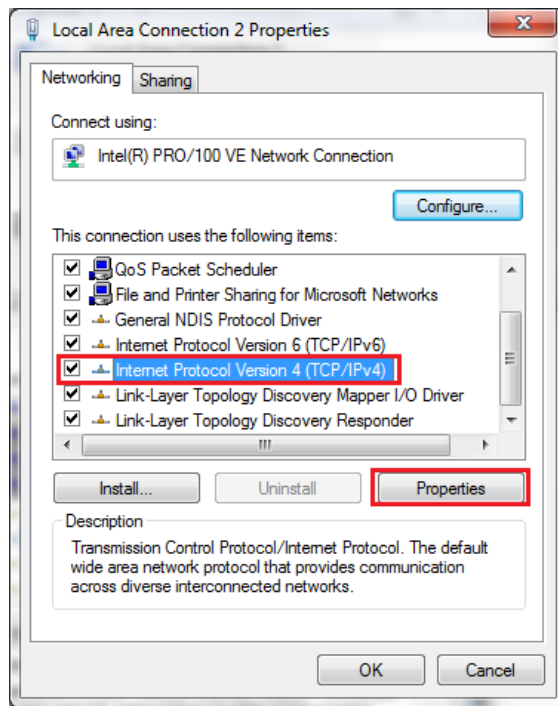 Local Area Connection 2 Properties
Networking
Sharing
Connect using:
Intel(R) PRO/100 VE Network Connection
Configure...
This connection uses the following items:
QoS Packet Scheduler
File and Printer Sharing for Microsoft Networks
General NDIS Protocol Driver
Internet Protocol Version 6 (TCP/IPv6)
Internet Protocol Version 4 (TCP/IPv4)
Link-Layer Topology Discovery Mapper I/O Driver
Link-Layer Topology Discovery Responder
Install...
Uninstall
Properties
Description
Transmission Control Protocol/Internet Protocol. The default
wide area network protocol that provides communication
across diverse interconnected networks.
OK
Cancel